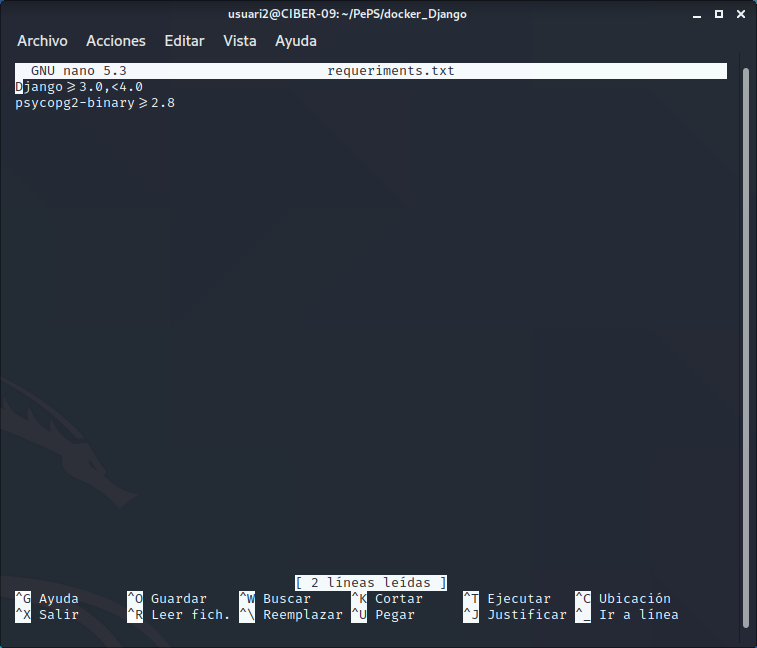 usuari2@CIBER-09: ~/PePS/docker_Django
Archivo Acciones Editar Vista Ayuda
GNU nano 5.3 requeriments.txt
Django>=3.0,<4.0
psycopg2-binary>=2.8
[ 2 líneas leídas ]
^G Ayuda ^O Guardar ^W Buscar ^K Cortar ^T Ejecutar ^C Ubicación
^X Salir ^R Leer fich. ^\ Reemplazar ^U Pegar ^J Justificar ^_ Ir a línea